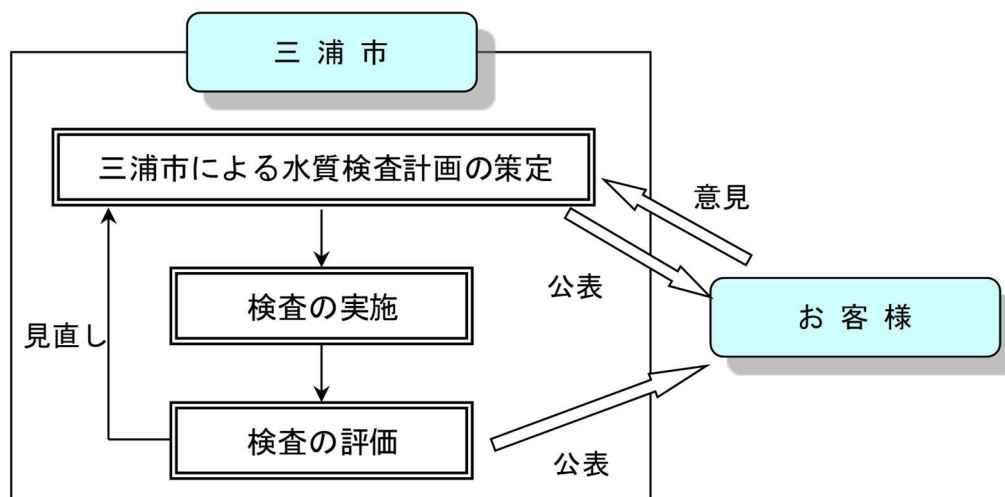 三 浦 市
三浦市による水質検査計画の策定
意見
公表
検査の実施
お 客 様
見直し
検査の評価
公表